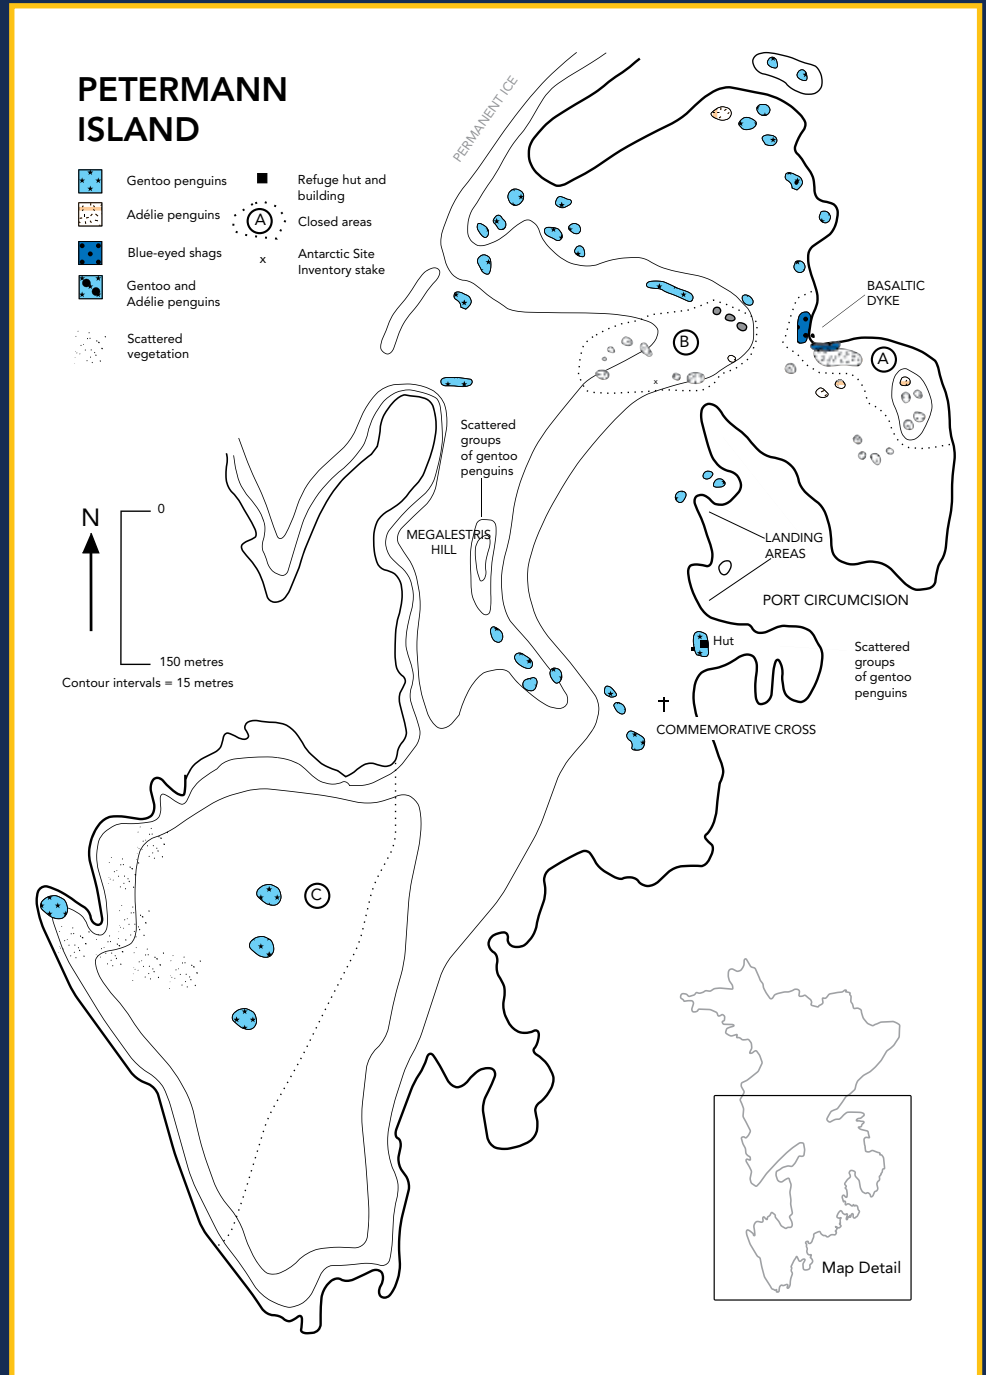 PETERMANN
ISLAND
PERMANENT ICE
Gentoo penguins
Adélie penguins
Blue-eyed shags
Gentoo and
Adélie penguins
Scattered
vegetation
Refuge hut and
building
A
Closed areas
x
Antarctic Site
Inventory stake
BASALTIC
DYKE
B
A
x
Scattered
groups
of gentoo
penguins
MEGALESTRIS
HILL
N
0
150 metres
Contour intervals = 15 metres
LANDING
AREAS
PORT CIRCUMCISION
Hut
Scattered
groups
of gentoo
penguins
COMMEMORATIVE CROSS
C
Map Detail